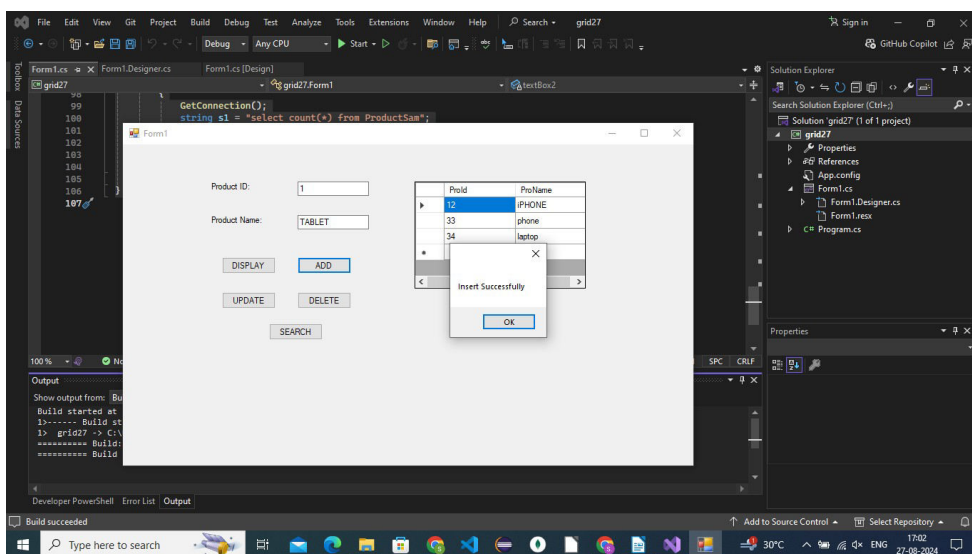 File Edit View Git Project Build Debug Test Analyze Tools Extensions Window Help Search grid27 Sign in
Debug Any CPU Start GitHub Copilot
Form1.cs Form1.Designer.cs Form1.cs [Design] Solution Explorer
Toolbox
Data Sources
grid27 grid27.Form1 textBox2
Search Solution Explorer (Ctrl+;)
98 {
99 GetConnection();
100 string s1 = "select count(*) from ProductSam";
101
102
103
104
105
106 }
107
Solution 'grid27' (1 of 1 project)
grid27
Properties
References
App.config
Form1.cs
Form1.Designer.cs
Form1.resx
C# Program.cs
Form1
Product ID: 1
Product Name: TABLET
DISPLAY ADD
UPDATE DELETE
SEARCH
ProId ProName
12 iPHONE
33 phone
34 laptop
Insert Successfully
OK
Properties
100 % SPC CRLF
Output
Show output from:
Build started at
1>------ Build
1> grid27 -> C:\
========== Build:
========== Build
Developer PowerShell Error List Output
Build succeeded Add to Source Control Select Repository
Type here to search 30°C ENG 17:02
27-08-2024